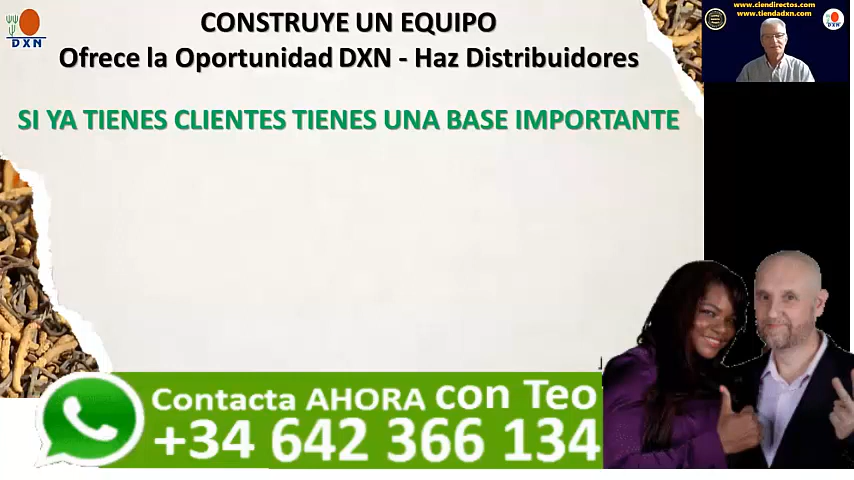 CONSTRUYE UN EQUIPO
Ofrece la Oportunidad DXN - Haz Distribuidores
DXN
SI YA TIENES CLIENTES TIENES UNA BASE IMPORTANTE
www.ciendirectos.com
www.tiendadxn.com
Contacta AHORA con Teo
+34 642 366 134